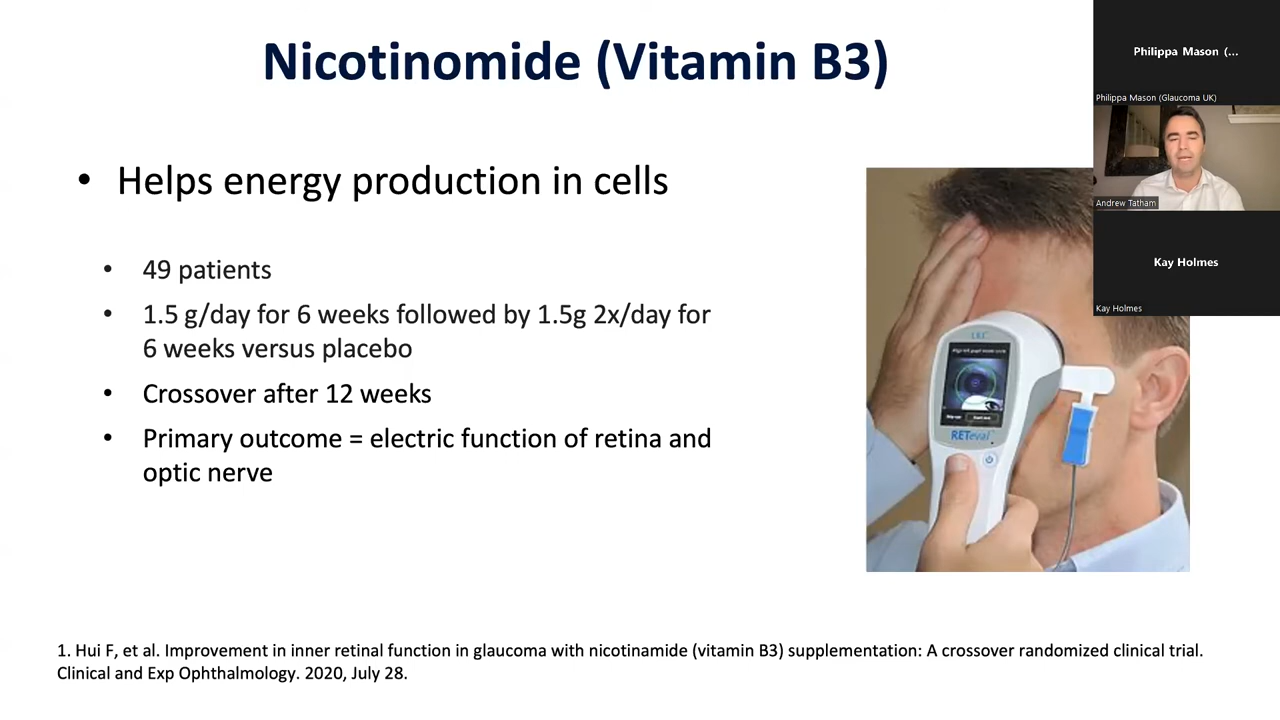 Nicotinomide (Vitamin B3)
• Helps energy production in cells
• 49 patients
• 1.5 g/day for 6 weeks followed by 1.5g 2x/day for
6 weeks versus placebo
• Crossover after 12 weeks
• Primary outcome = electric function of retina and
optic nerve
RETeval
1. Hui F, et al. Improvement in inner retinal function in glaucoma with nicotinamide (vitamin B3) supplementation: A crossover randomized clinical trial.
Clinical and Exp Ophthalmology. 2020, July 28.
Philippa Mason (...
Philippa Mason (Glaucoma UK)
Andrew Tatham
Kay Holmes
Kay Holmes